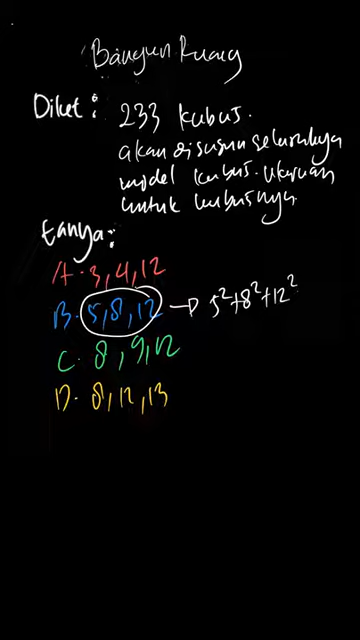 Bangun Ruang
Diket: 233 kubus.
akan disusun seluruhnya
model kubus. ukuran
untuk kubusnya
tanya:
A. 3, 4, 12
B. 5, 8, 12 → 5²+8²+12²
C. 8, 9, 12
D. 8, 12, 13